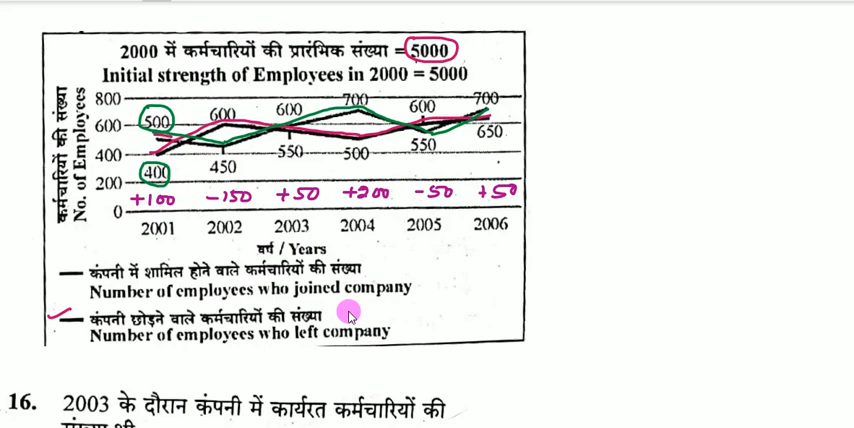 2000 में कर्मचारियों की प्रारंभिक संख्या = 5000
Initial strength of Employees in 2000 = 5000
कर्मचारियों की संख्या
No. of Employees
800
600
400
200
0
500 600 600 700 600 700
400 450 550 500 550 650
+100 -150 +50 +200 -50 +50
2001 2002 2003 2004 2005 2006
वर्ष / Years
कंपनी में शामिल होने वाले कर्मचारियों की संख्या
Number of employees who joined company
कंपनी छोड़ने वाले कर्मचारियों की संख्या
Number of employees who left company
16. 2003 के दौरान कंपनी में कार्यरत कर्मचारियों की